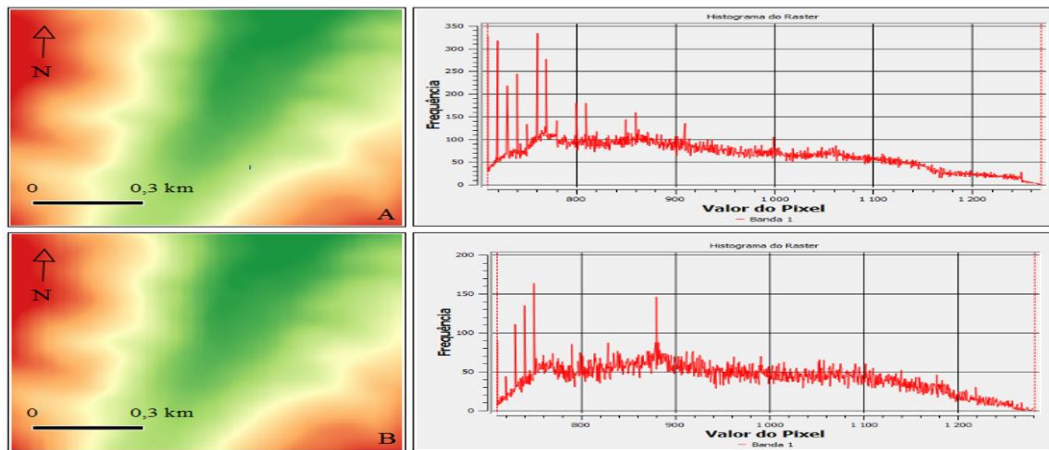 N
0 0,3 km
A
Histograma do Raster
Frequência
350
300
250
200
150
100
50
0
800 900 1 000 1 100 1 200
Valor do Pixel
Banda 1
N
0 0,3 km
B
Histograma do Raster
Frequência
200
150
100
50
0
800 900 1 000 1 100 1 200
Valor do Pixel
Banda 1